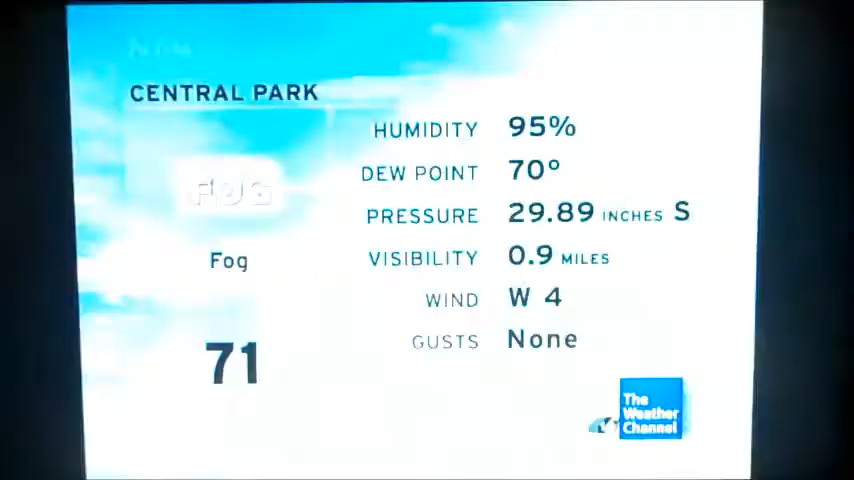 Now
CENTRAL PARK
FOG
Fog
71
HUMIDITY 95%
DEW POINT 70°
PRESSURE 29.89 INCHES S
VISIBILITY 0.9 MILES
WIND W 4
GUSTS None
The
Weather
Channel